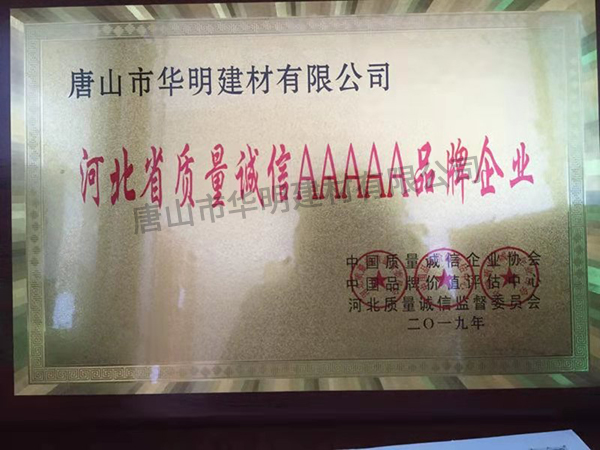 唐山市华明建材有限公司
河北省质量诚信AAAAA品牌企业
唐山市华明建材有限公司
中国质量诚信企业协会
中国品牌价值评估中心
河北质量诚信监督委员会
二〇一九年